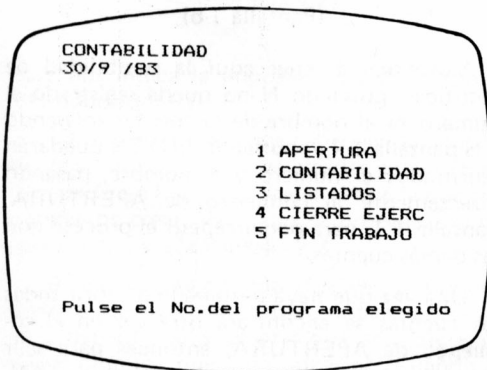 CONTABILIDAD
30/9 /83
1 APERTURA
2 CONTABILIDAD
3 LISTADOS
4 CIERRE EJERC
5 FIN TRABAJO
Pulse el No.del programa elegido